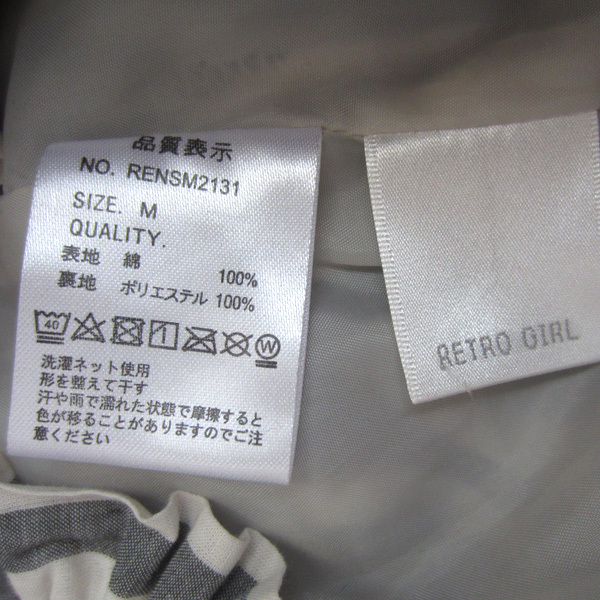 品質表示
NO. RENSM2131
SIZE. M
QUALITY.
表地 綿 100%
裏地 ポリエステル 100%
40 W
洗濯ネット使用
形を整えて干す
汗や雨で濡れた状態で摩擦すると
色が移ることがありますのでご注
意ください
RETRO GIRL